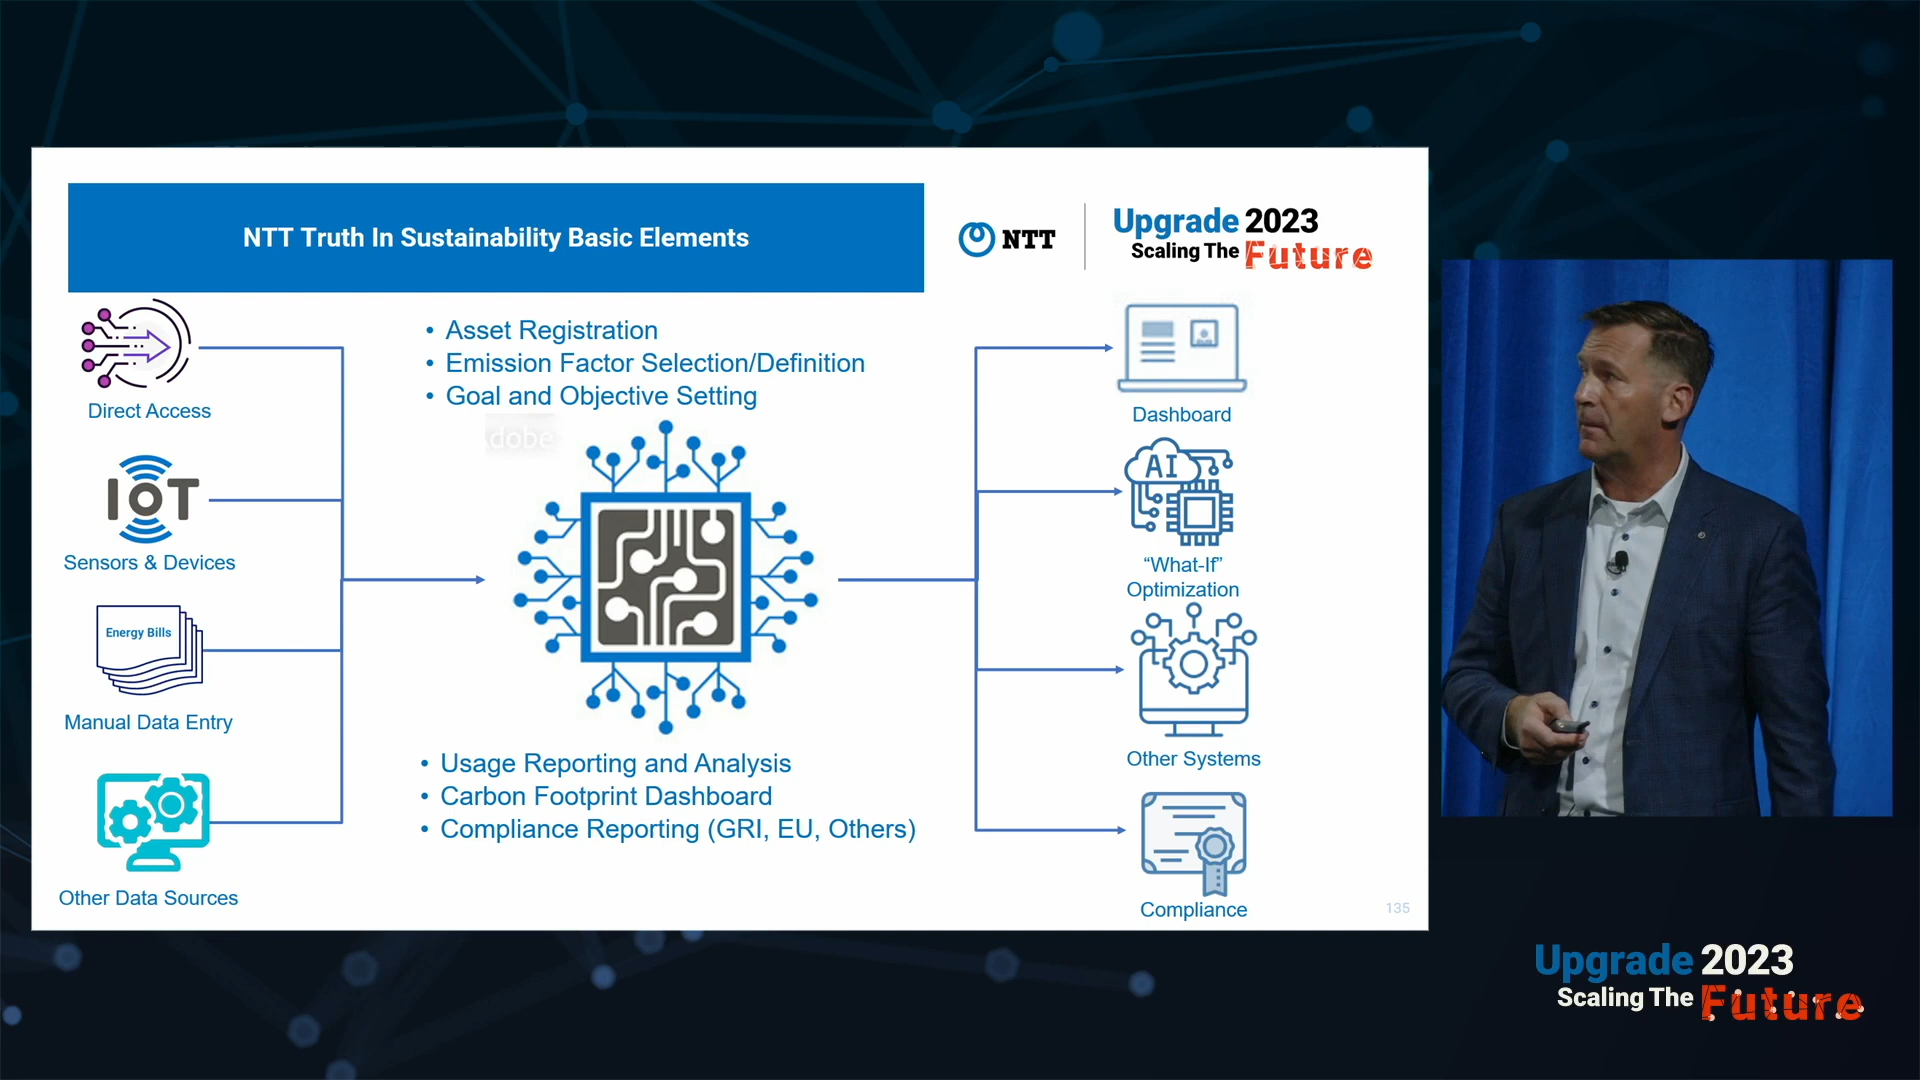 NTT Truth In Sustainability Basic Elements
NTT
Upgrade 2023
Scaling The Future
Direct Access
IoT
Sensors & Devices
Energy Bills
Manual Data Entry
Other Data Sources
• Asset Registration
• Emission Factor Selection/Definition
• Goal and Objective Setting
dobe
• Usage Reporting and Analysis
• Carbon Footprint Dashboard
• Compliance Reporting (GRI, EU, Others)
Dashboard
AI
“What-If”
Optimization
Other Systems
Compliance
135
Upgrade 2023
Scaling The Future